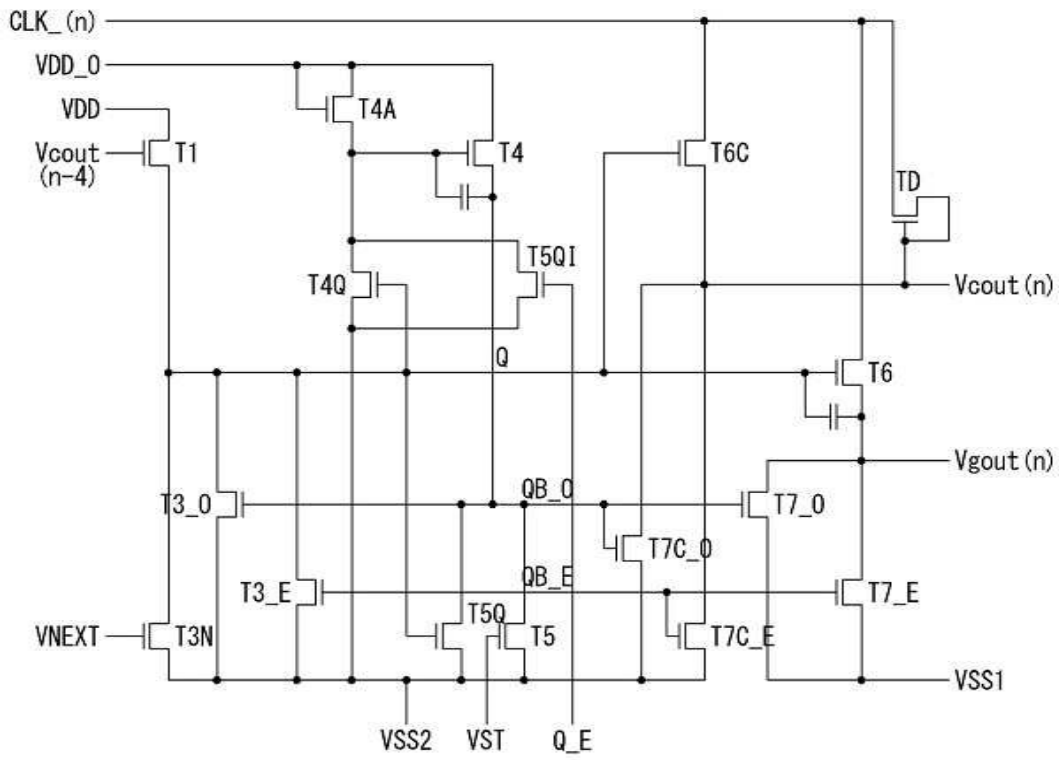 CLK_(n)
VDD_O
VDD
T4A
Vcout
(n-4)
T1
T4
T6C
TD
T4Q
T5QI
Vcout(n)
Q
T6
Vgout(n)
QB_O
T3_O
T7_O
T7C_O
QB_E
T3_E
T7_E
T5Q
VNEXT
T3N
T5
T7C_E
VSS1
VSS2
VST
Q_E